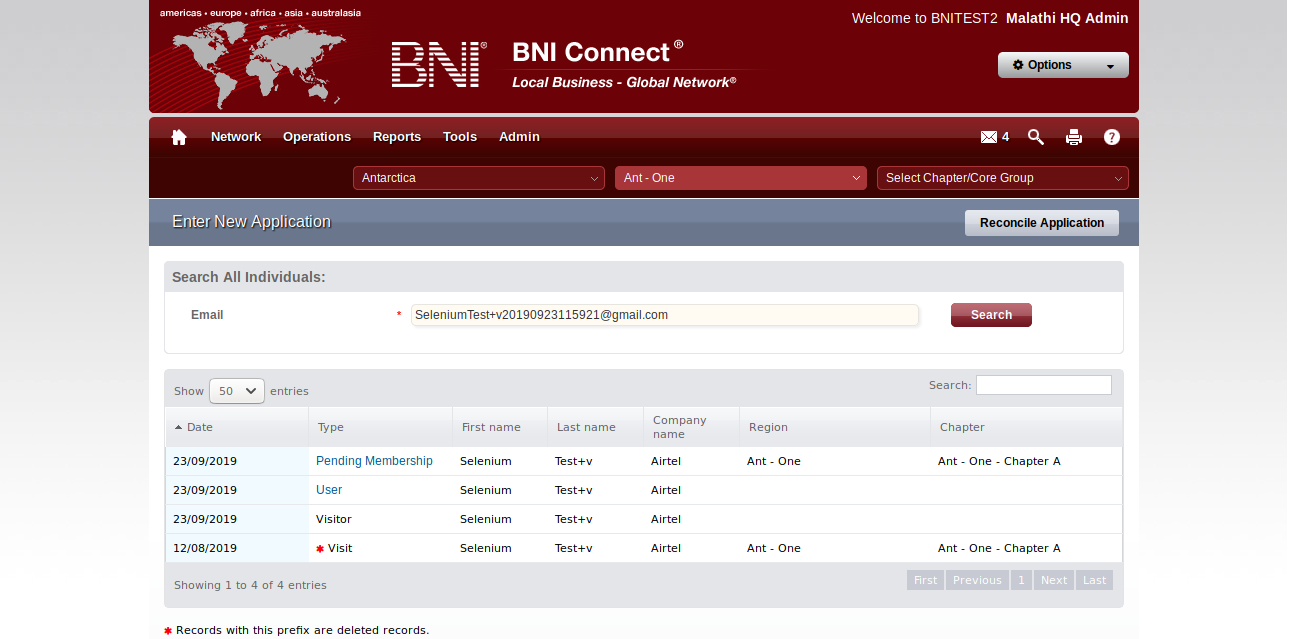 americas • europe • africa • asia • australasia
Welcome to BNITEST2 Malathi HQ Admin
BNI® BNI Connect®
Local Business - Global Network®
Options
Network Operations Reports Tools Admin 4 ?
Antarctica Ant - One Select Chapter/Core Group
Enter New Application Reconcile Application
Search All Individuals:
Email * SeleniumTest+v20190923115921@gmail.com Search
Show 50 entries Search:
Date Type First name Last name Company name Region Chapter
23/09/2019 Pending Membership Selenium Test+v Airtel Ant - One Ant - One - Chapter A
23/09/2019 User Selenium Test+v Airtel
23/09/2019 Visitor Selenium Test+v Airtel
12/08/2019 ✱ Visit Selenium Test+v Airtel Ant - One Ant - One - Chapter A
Showing 1 to 4 of 4 entries First Previous 1 Next Last
✱ Records with this prefix are deleted records.